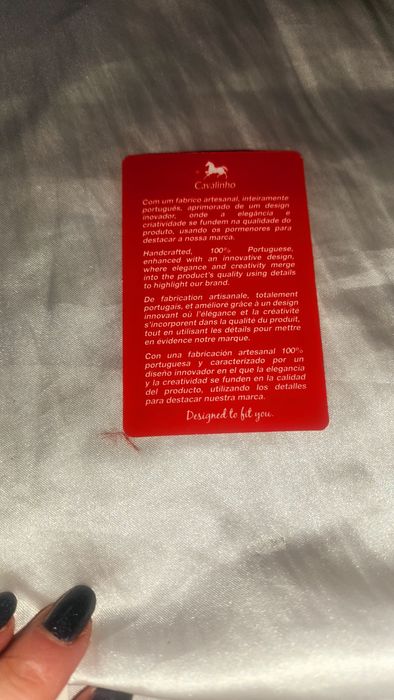 Cavalinho
Com um fabrico artesanal, inteiramente
português, aprimorado de um design
inovador, onde a elegância e
criatividade se fundem na qualidade do
produto, usando os pormenores para
destacar a nossa marca.
Handcrafted, 100% Portuguese,
enhanced with an innovative design,
where elegance and creativity merge
into the product's quality using details
to highlight our brand.
De fabrication artisanale, totalement
portugais, et améliore grâce à un design
innovant où l'élégance et la créativité
s'incorporent dans la qualité du produit,
tout en utilisant les détails pour mettre
en évidence notre marque.
Con una fabricación artesanal 100%
portuguesa y caracterizado por un
diseño innovador en el que la elegancia
y la creatividad se funden en la calidad
del producto, utilizando los detalles
para destacar nuestra marca.
Designed to fit you.